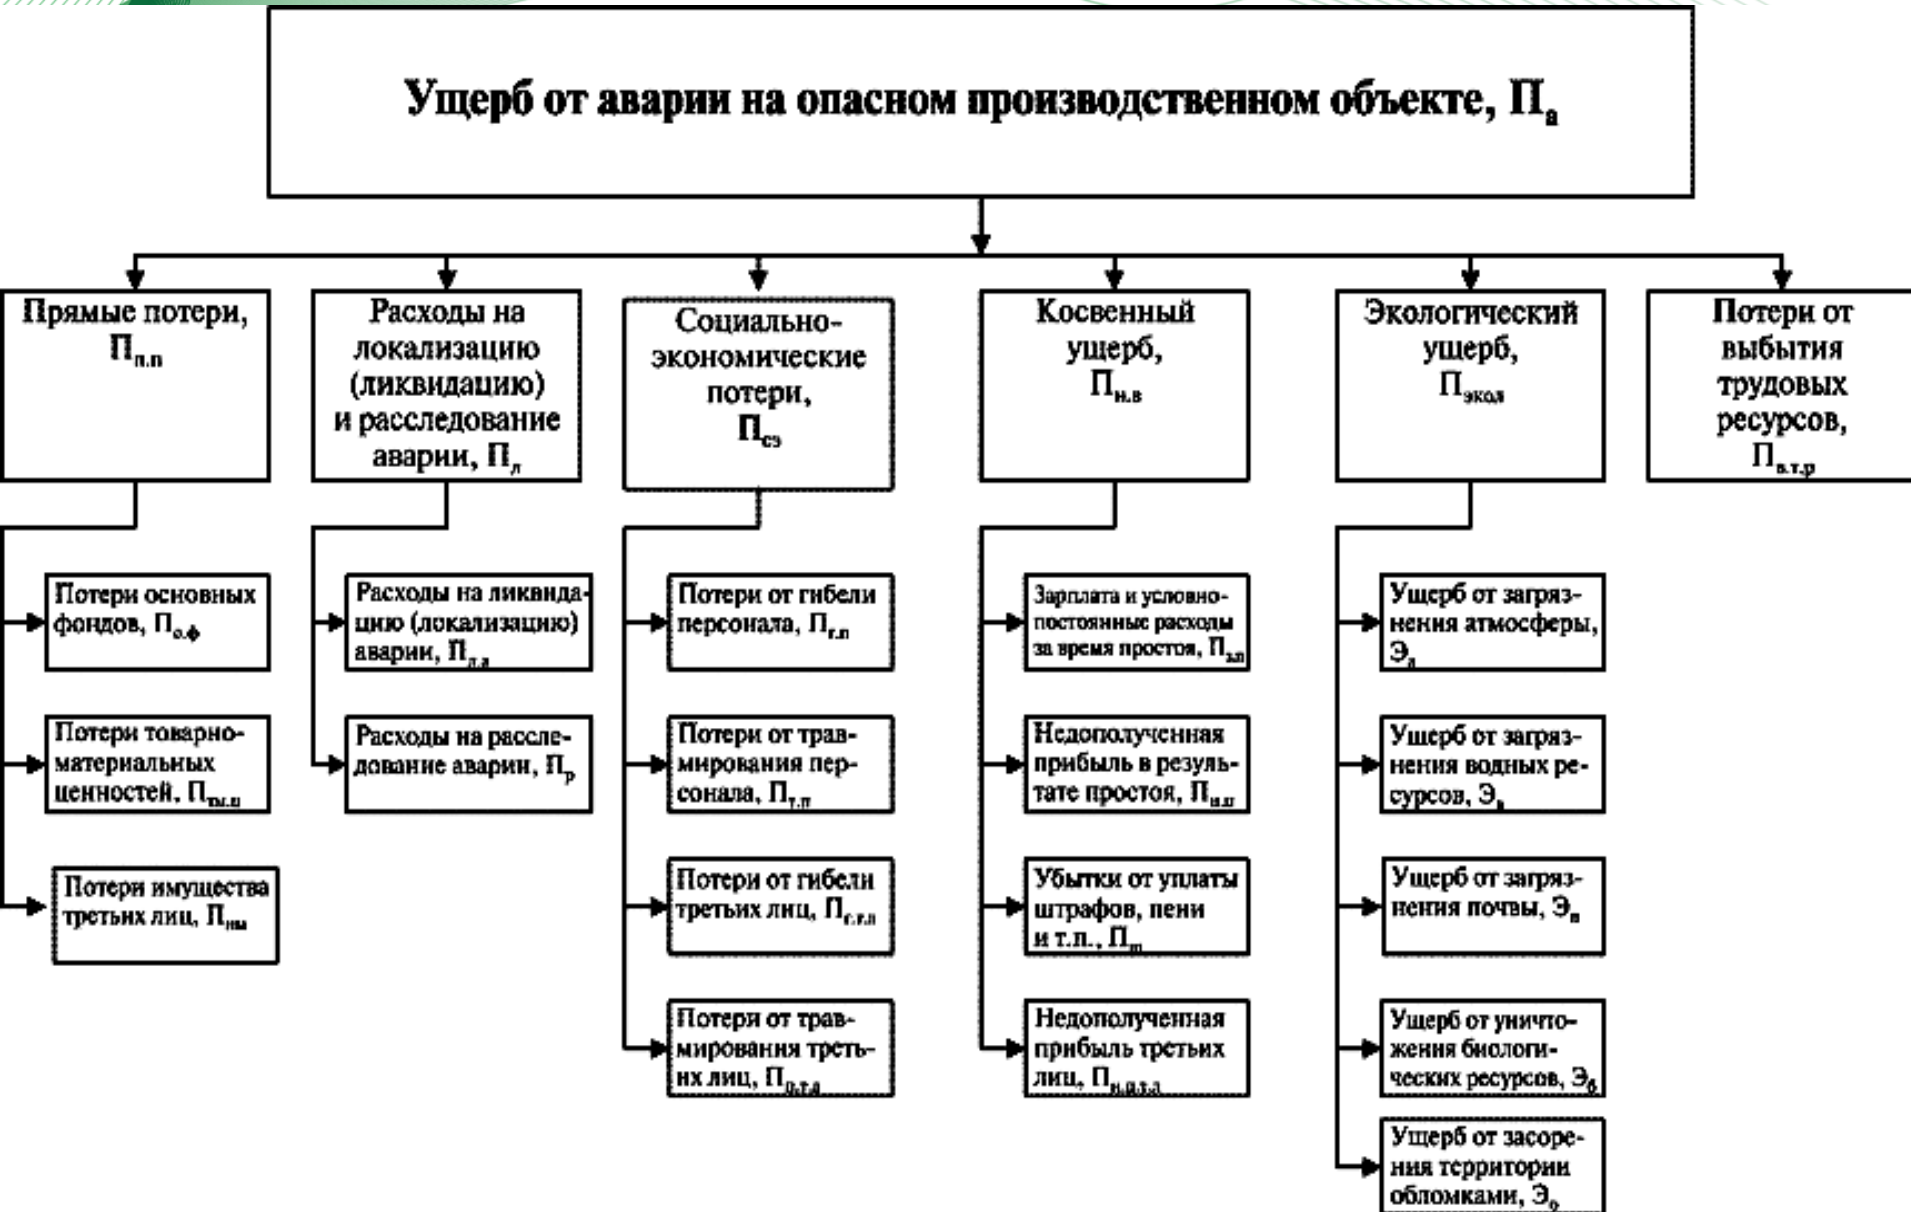 Ущерб от аварии на опасном производственном объекте, Па
Прямые потери,
Пп.п
Расходы на
локализацию
(ликвидацию)
и расследование
аварии, Пл
Социально-
экономические
потери,
Псэ
Косвенный
ущерб,
Пн.в
Экологический
ущерб,
Пэкол
Потери от
выбытия
трудовых
ресурсов,
Пв.т.р
Потери основных
фондов, По.ф
Потери товарно-
материальных
ценностей, Птм.ц
Потери имущества
третьих лиц, Пим
Расходы на ликвида-
цию (локализацию)
аварии, Пл.а
Расходы на рассле-
дование аварии, Пр
Потери от гибели
персонала, Пг.п
Потери от трав-
мирования пер-
сонала, Пт.п
Потери от гибели
третьих лиц, Пг.т.л
Потери от трав-
мирования треть-
их лиц,
Зарплата и условно-
постоянные расходы
за время простоя, Пз.п
Недополученная
прибыль в резуль-
тате простоя, Пн.п
Убытки от уплаты
штрафов, пени
и т.п., Пш
Недополученная
прибыль третьих
лиц, Пн.п.т.л
Ущерб от загряз-
нения атмосферы,
Эа
Ущерб от загряз-
нения водных ре-
сурсов, Эв
Ущерб от загряз-
нения почвы, Эп
Ущерб от уничто-
жения биологи-
ческих ресурсов, Эб
Ущерб от засоре-
ния территории
обломками, Эо